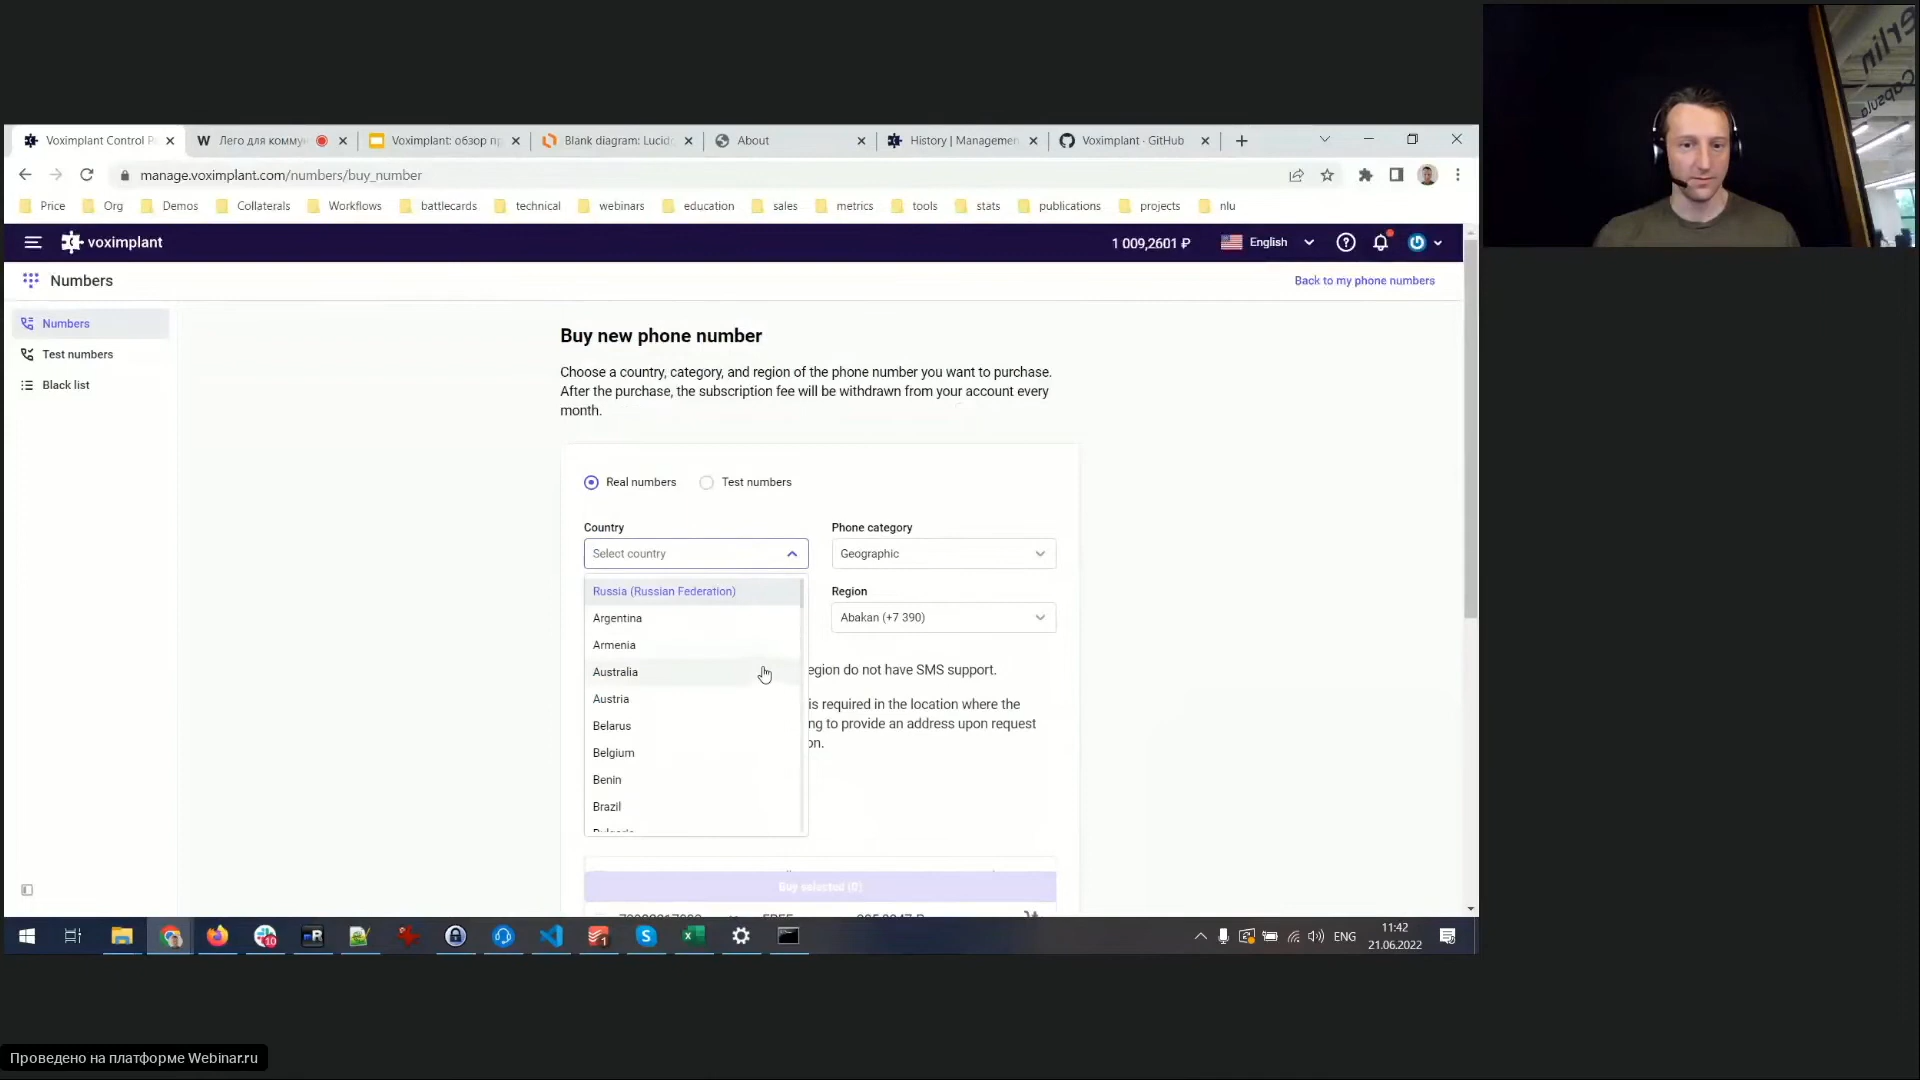 Voximplant Control P
Лего для комму
Voximplant: обзор п
Blank diagram: Lucid
About
History | Managemen
Voximplant · GitHub
manage.voximplant.com/numbers/buy_number
Price
Org
Demos
Collaterals
Workflows
battlecards
technical
webinars
education
sales
metrics
tools
stats
publications
projects
nlu
voximplant
1 009,2601 ₽
English
Numbers
Back to my phone numbers
Numbers
Test numbers
Black list
Buy new phone number
Choose a country, category, and region of the phone number you want to purchase.
After the purchase, the subscription fee will be withdrawn from your account every
month.
Real numbers
Test numbers
Country
Phone category
Select country
Geographic
Russia (Russian Federation)
Argentina
Armenia
Australia
Austria
Belarus
Belgium
Benin
Brazil
Region
Abakan (+7 390)
egion do not have SMS support.
is required in the location where the
ng to provide an address upon request
on.
Buy selected (0)
ENG
11:42
21.06.2022
erlin
Capsula
Проведено на платформе Webinar.ru